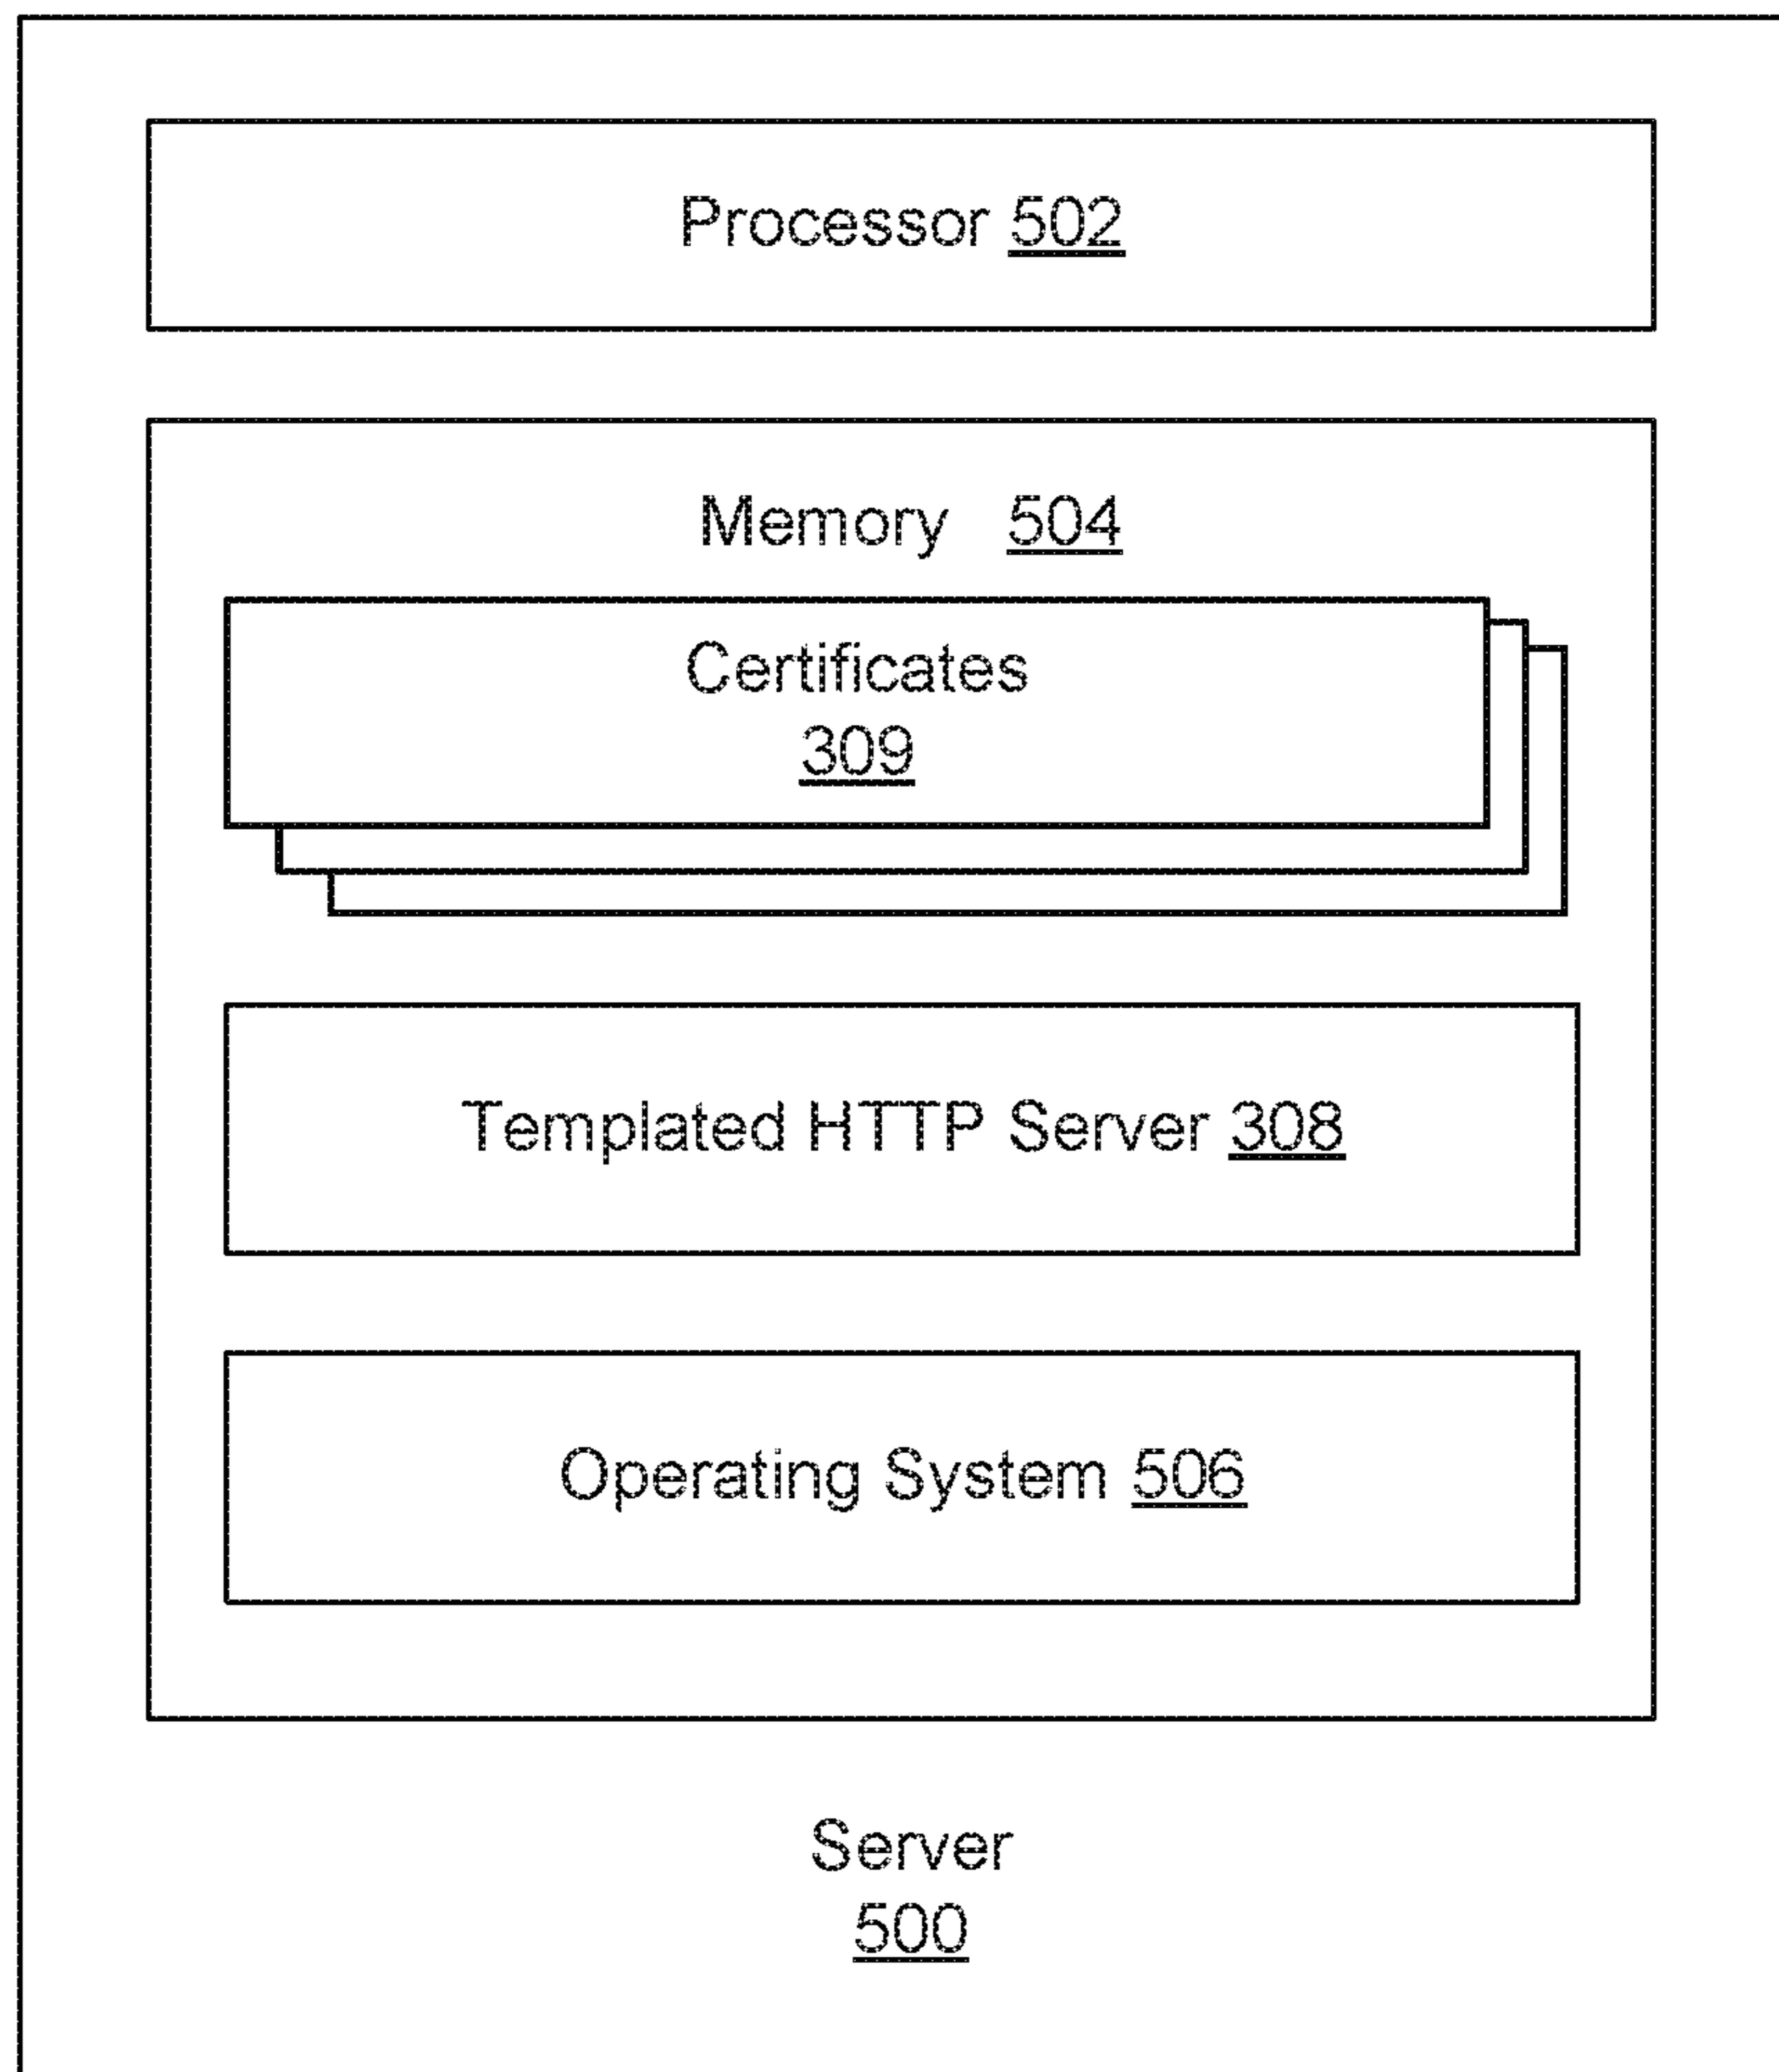 Processor 502
Memory 504
Certificates
309
Templated HTTP Server 308
Operating System 506
Server
500